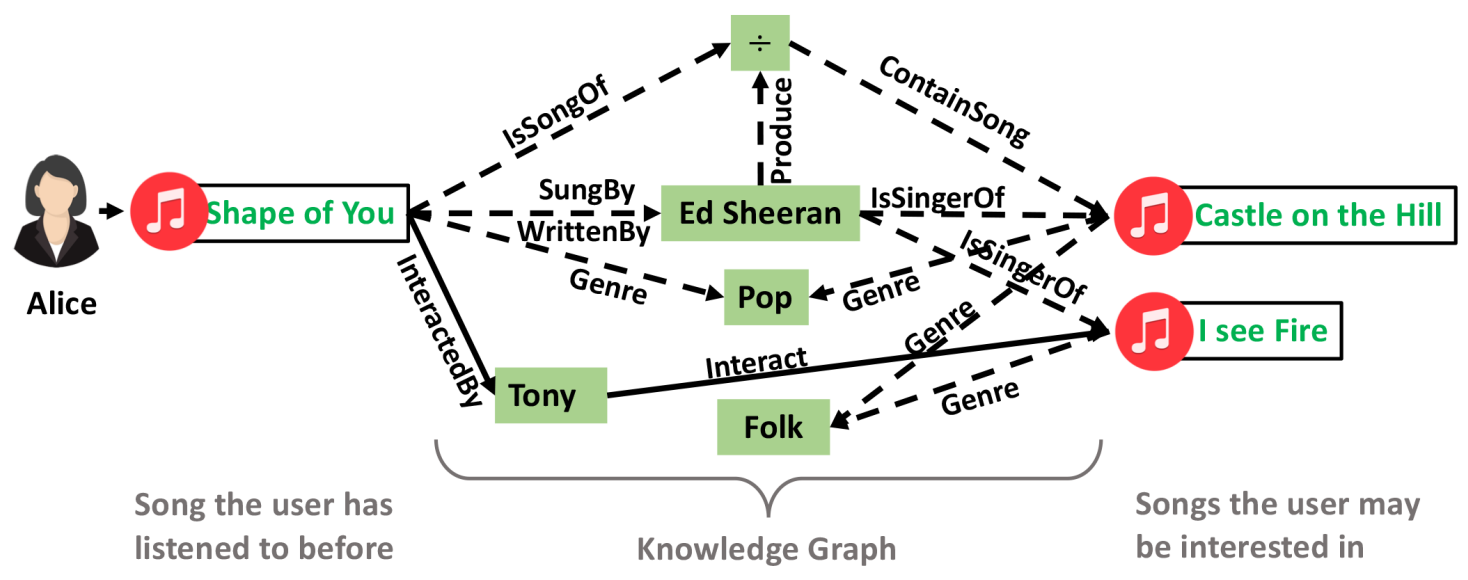 ÷
IsSongOf
ContainSong
Produce
Shape of You
SungBy
WrittenBy
Ed Sheeran
IsSingerOf
Castle on the Hill
IsSingerOf
Alice
Genre
Pop
Genre
Genre
I see Fire
InteractedBy
Tony
Interact
Genre
Folk
Song the user has
listened to before
Knowledge Graph
Songs the user may
be interested in